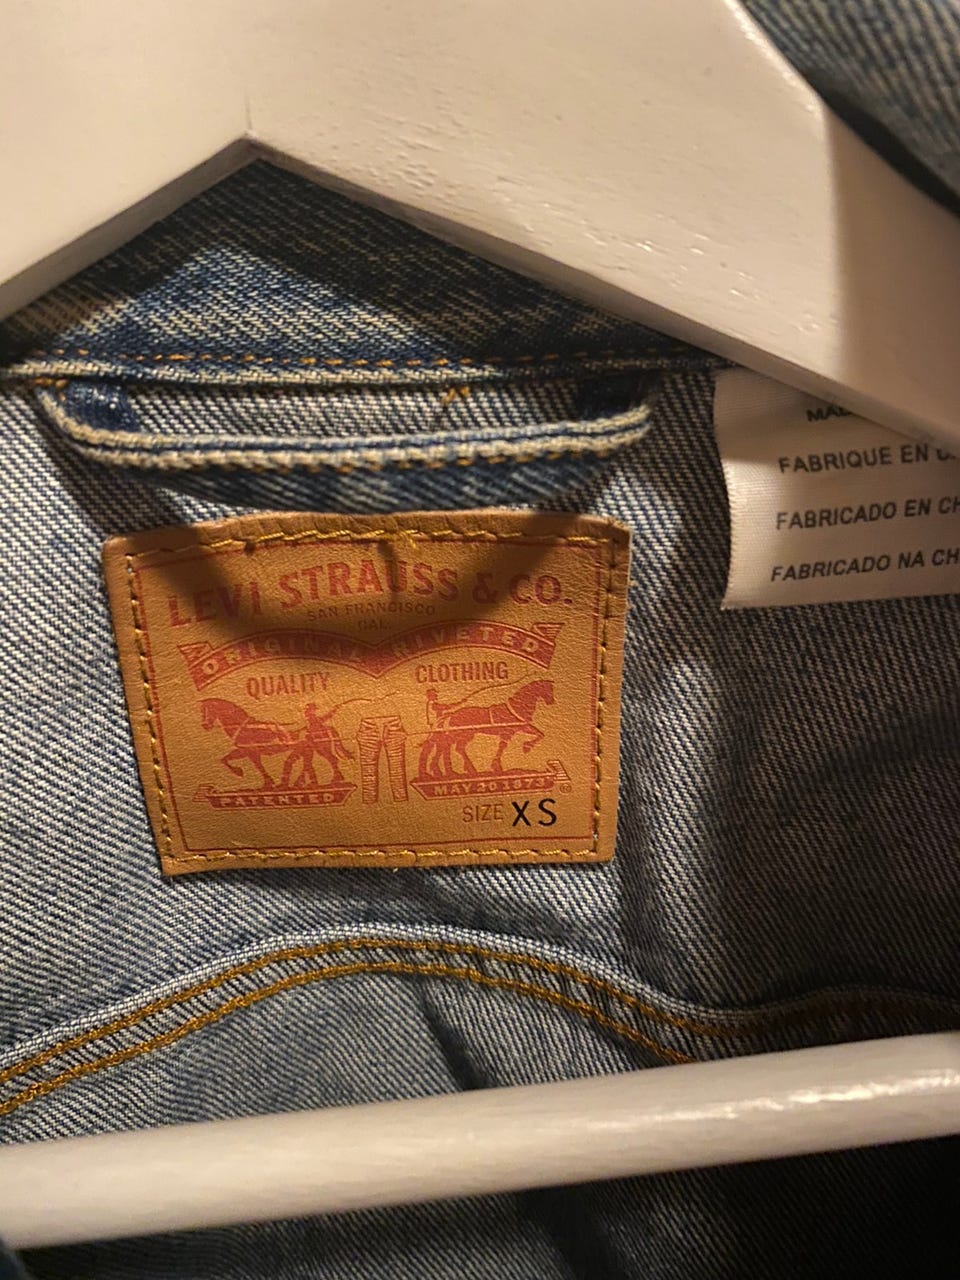 LEVI STRAUSS & CO.
SAN FRANCISCO
CAL.
ORIGINAL RIVETED
QUALITY CLOTHING
PATENTED MAY 20 1873
SIZE XS
FABRIQUE EN
FABRICADO EN CH
FABRICADO NA CH